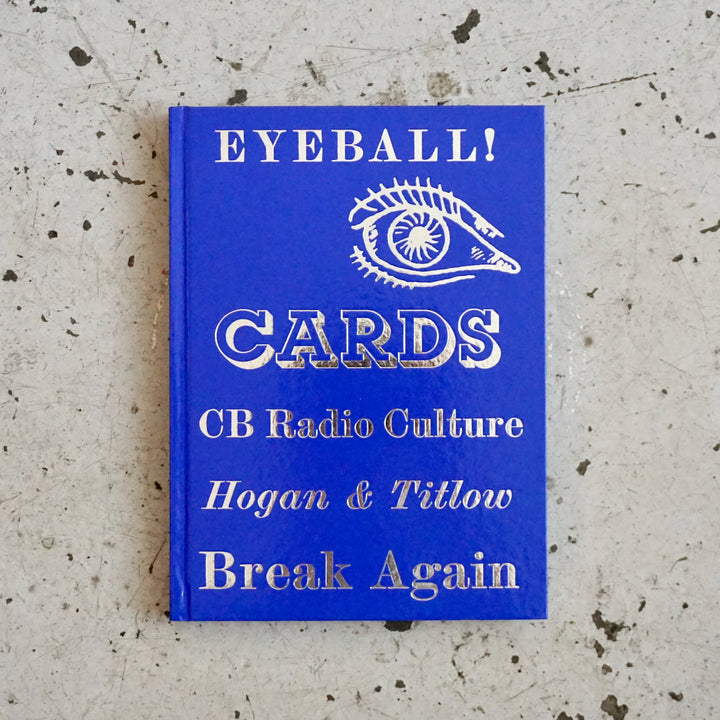 EYEBALL!
CARDS
CB Radio Culture
Hogan & Titlow
Break Again